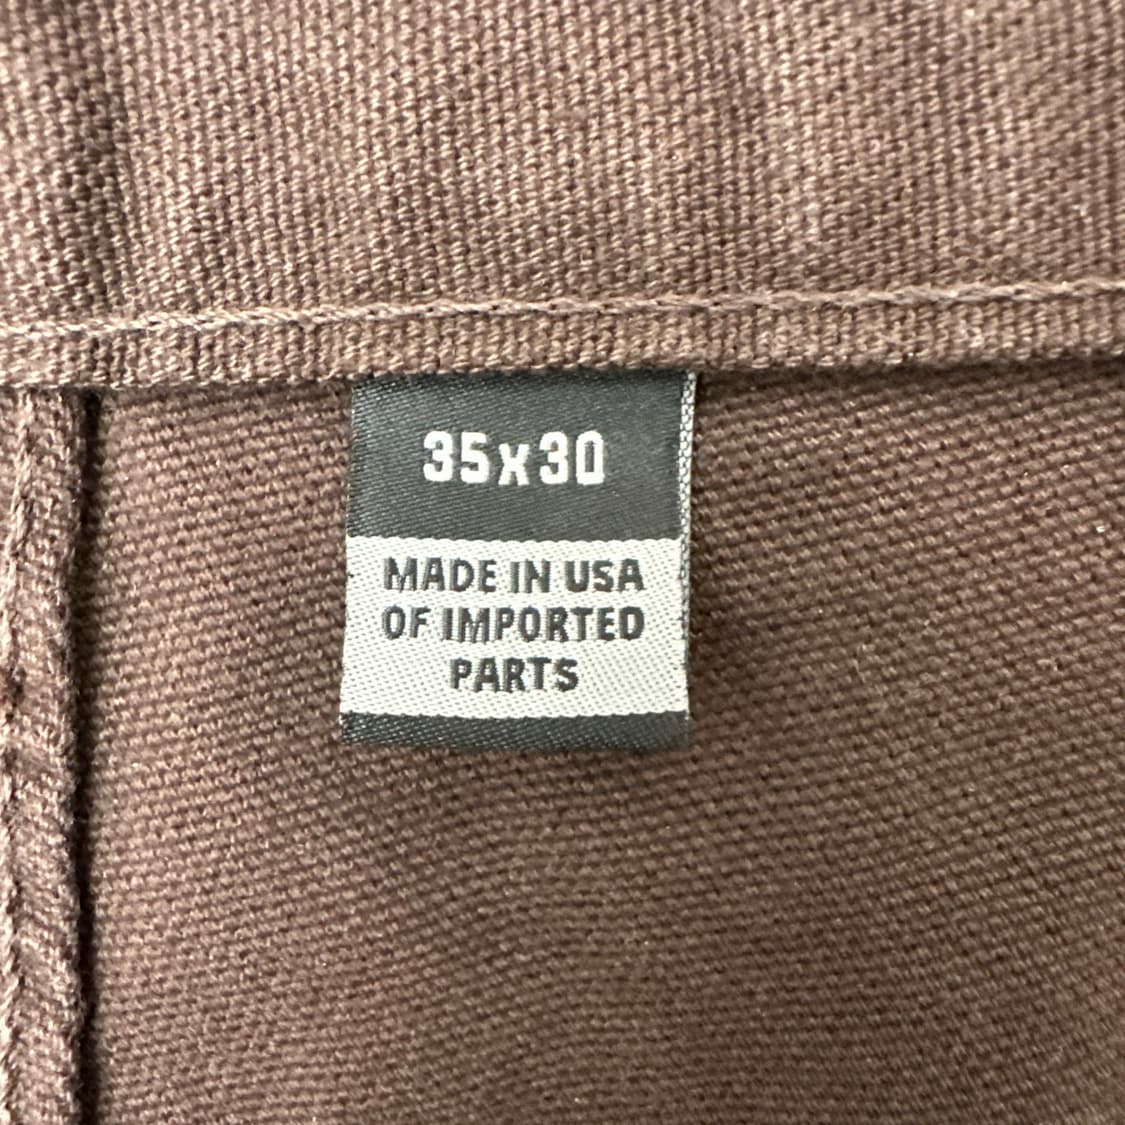 35x30
MADE IN USA
OF IMPORTED
PARTS